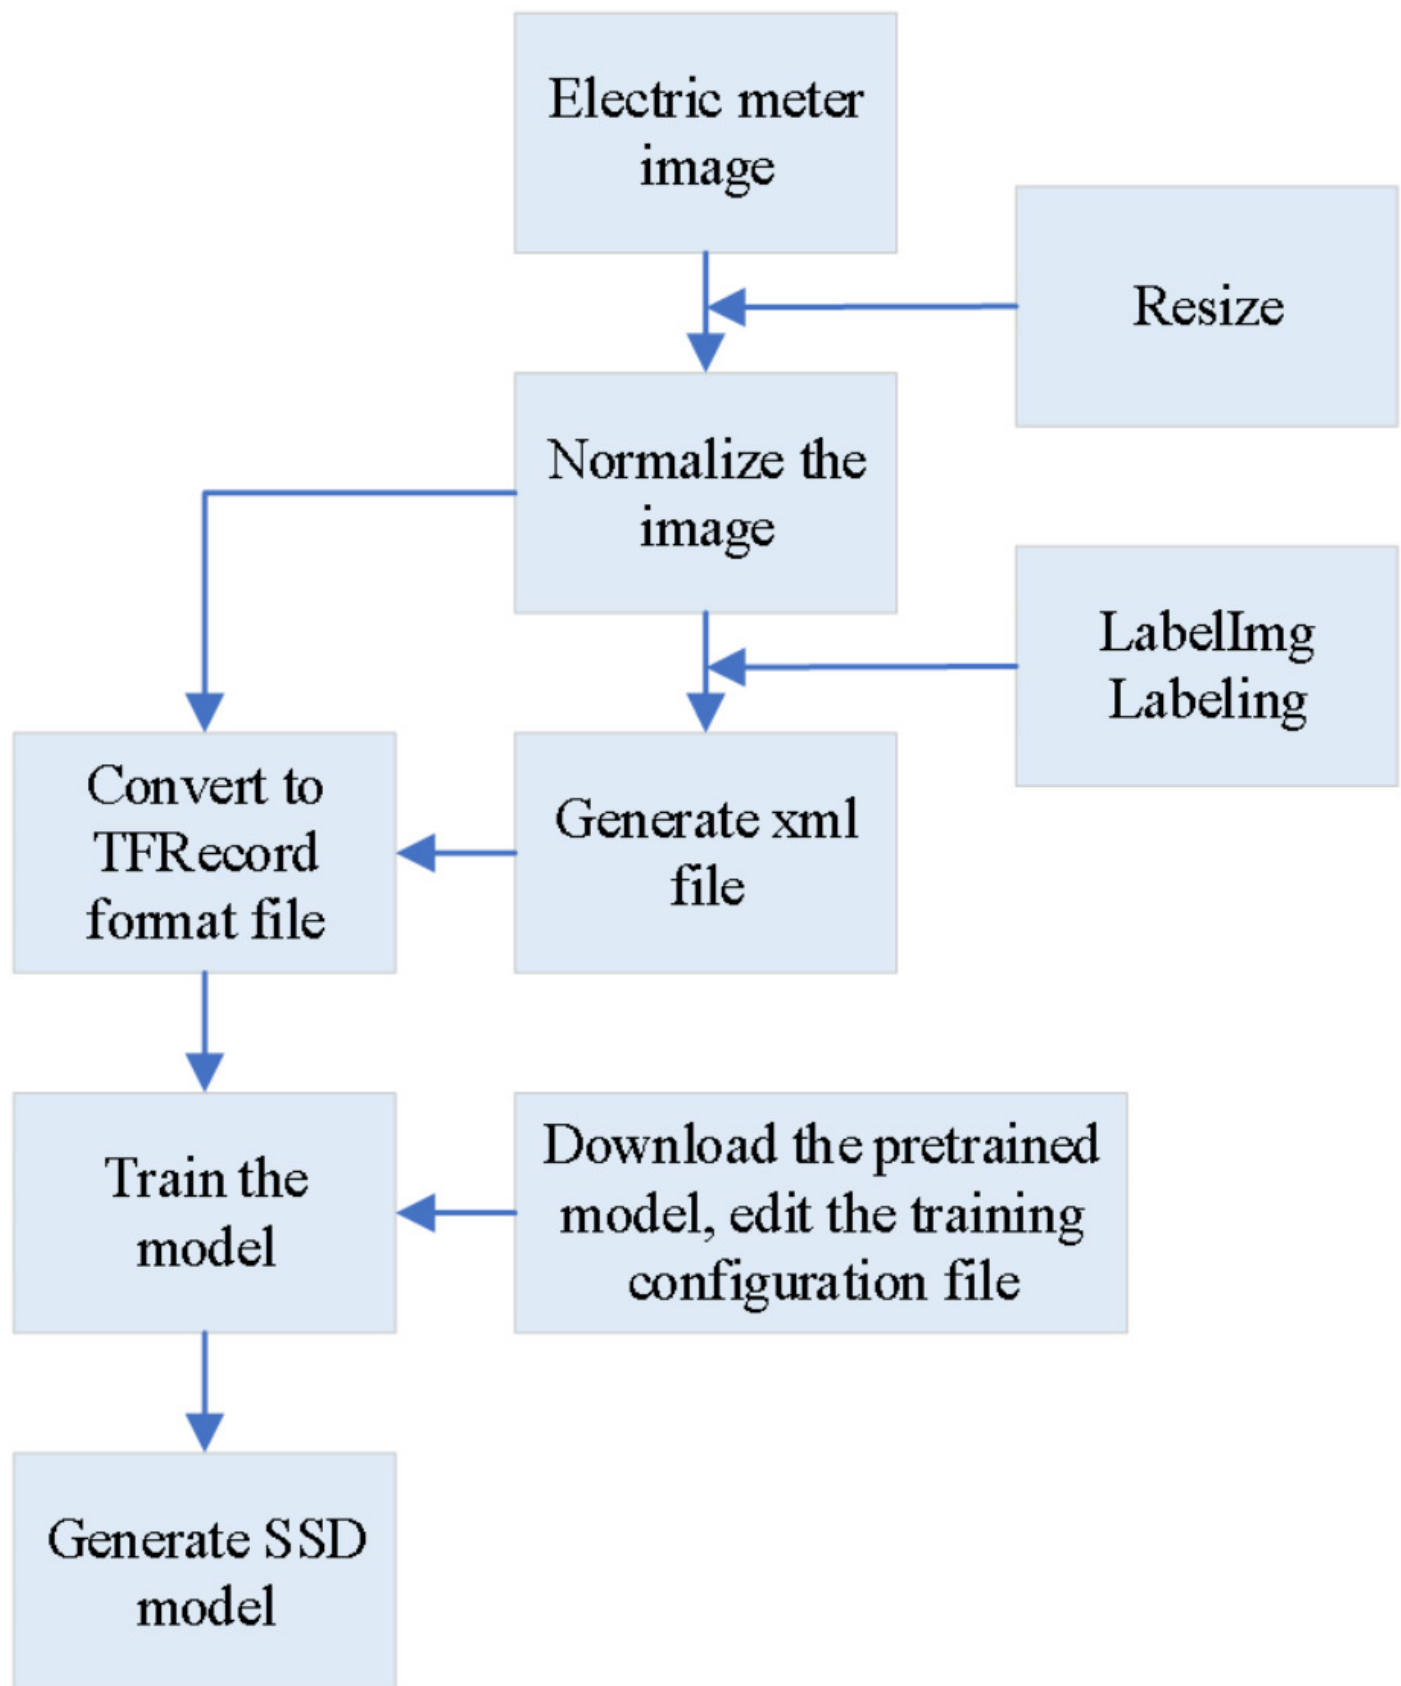 Electric meter
image
Resize
Normalize the
image
LabelImg
Labeling
Convert to
TFRecord
format file
Generate xml
file
Train the
model
Download the pretrained
model, edit the training
configuration file
Generate SSD
model